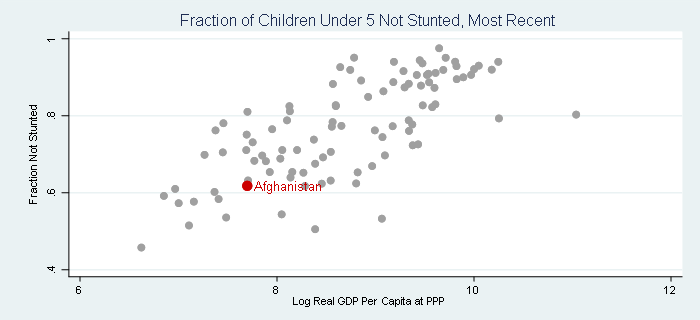 Fraction of Children Under 5 Not Stunted, Most Recent
Fraction Not Stunted
1
.8
.6
.4
Afghanistan
6
8
10
12
Log Real GDP Per Capita at PPP